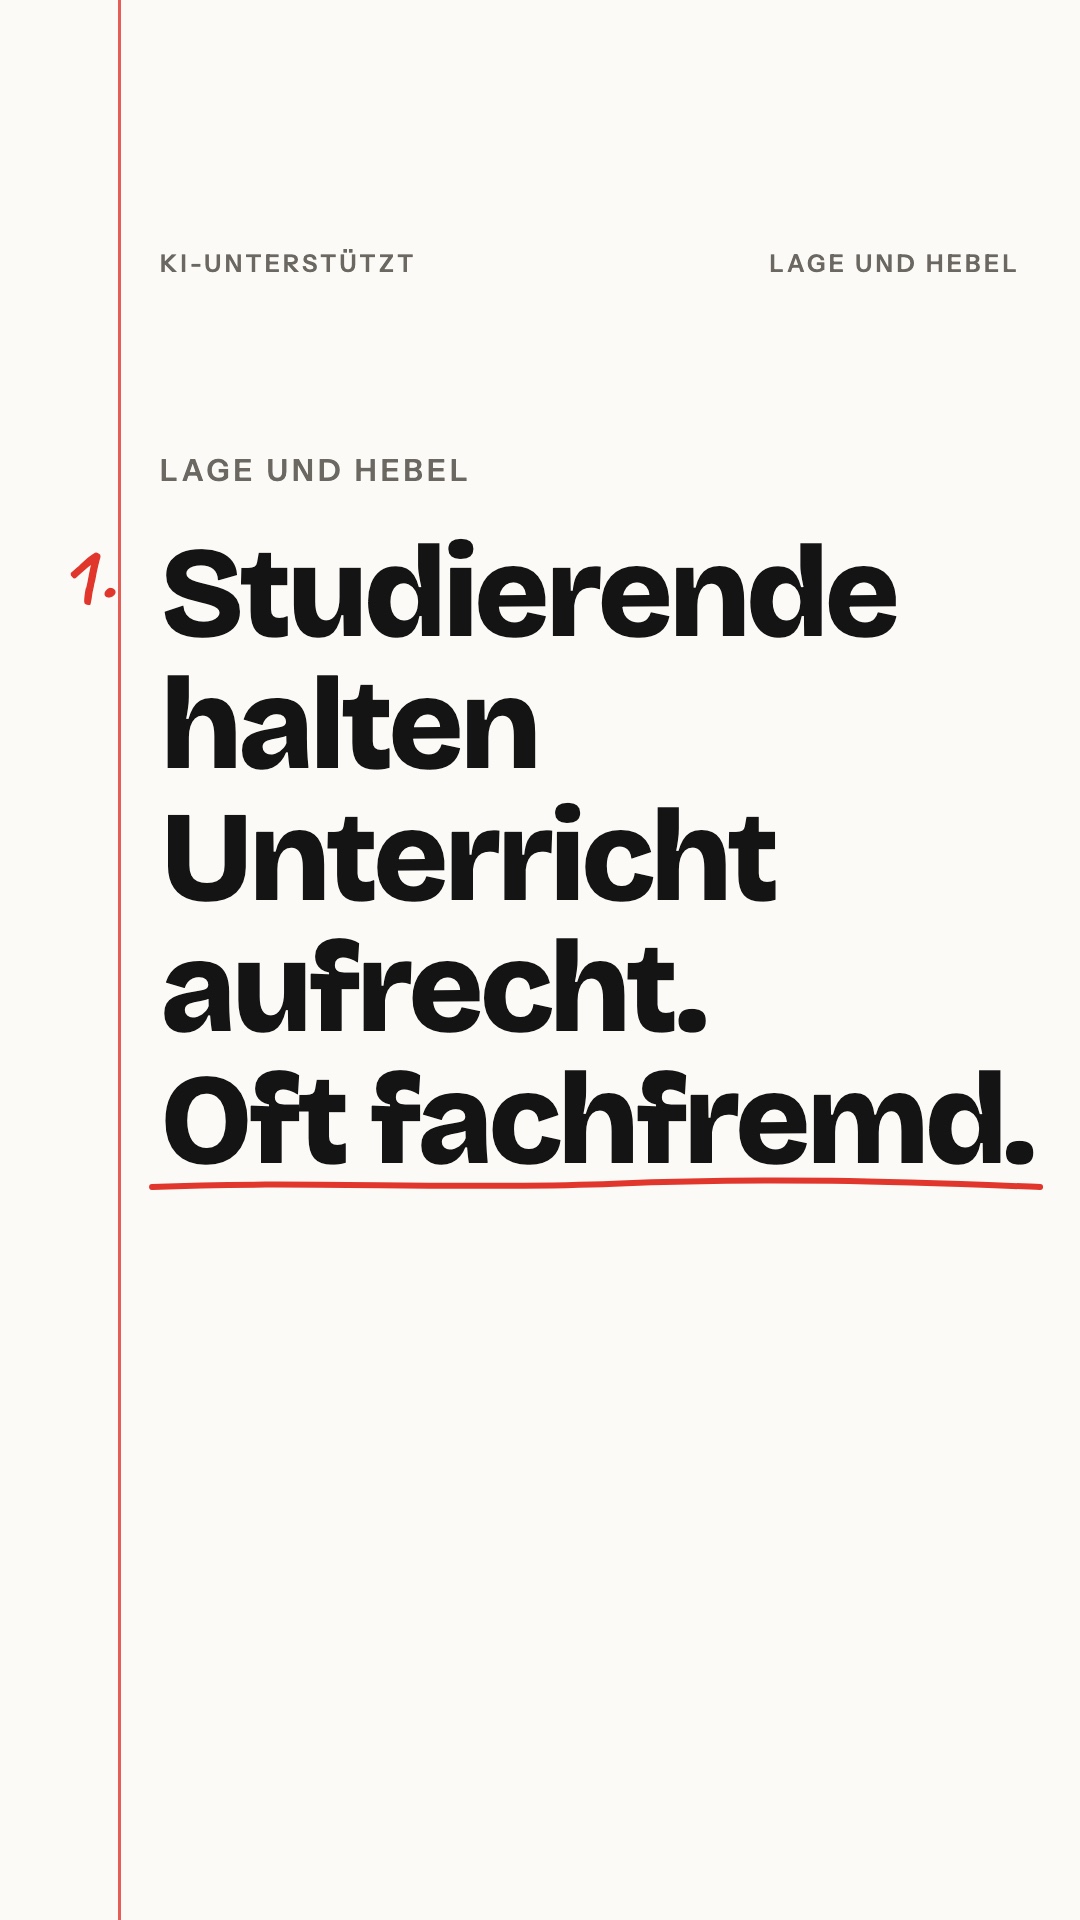 KI-UNTERSTÜTZT
LAGE UND HEBEL
LAGE UND HEBEL
1.
Studierende
halten
Unterricht
aufrecht.
Oft fachfremd.